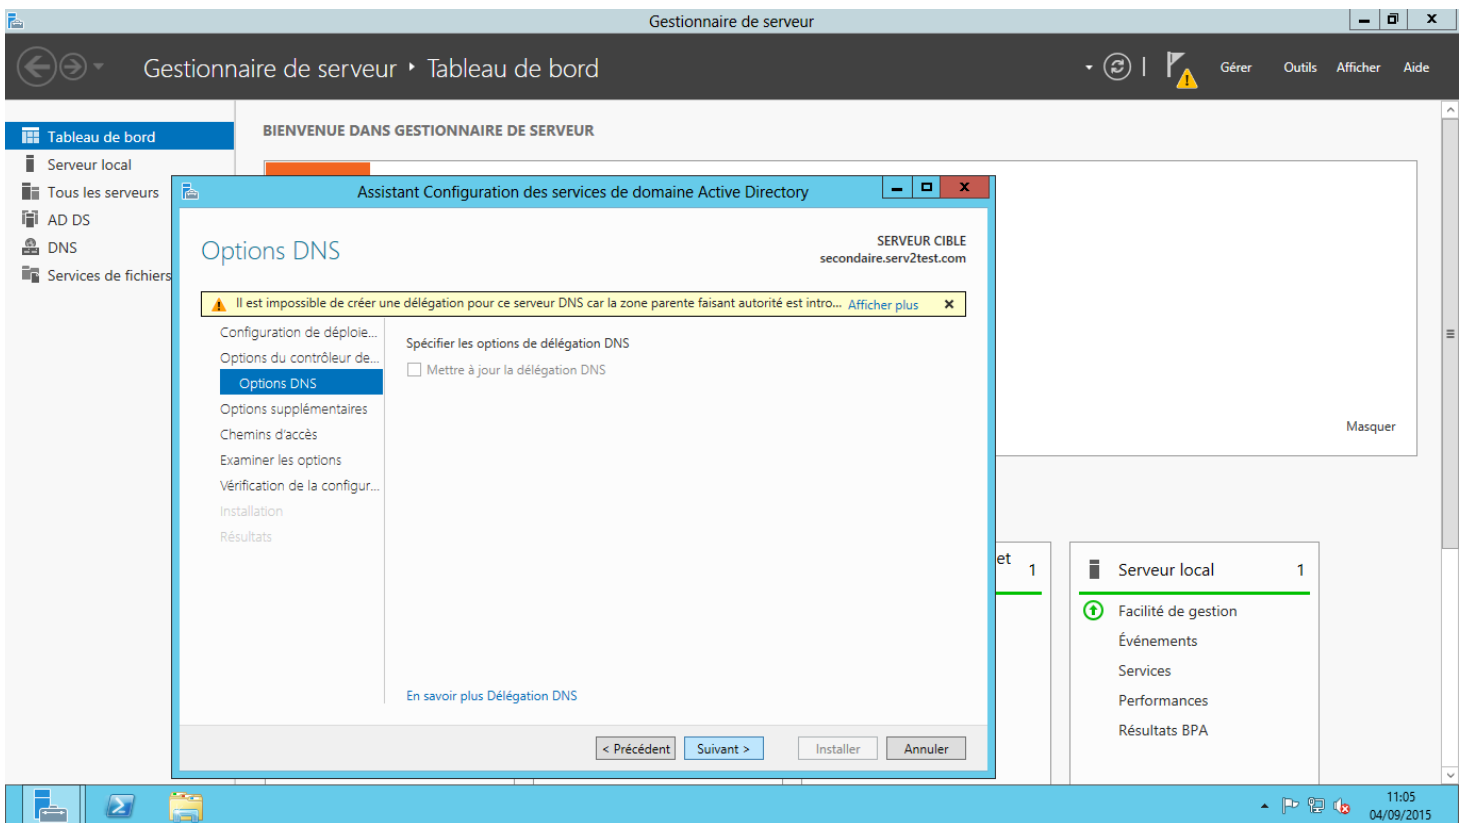 Gestionnaire de serveur
Gestionnaire de serveur ‣ Tableau de bord
Gérer Outils Afficher Aide
Tableau de bord
Serveur local
Tous les serveurs
AD DS
DNS
Services de fichiers
BIENVENUE DANS GESTIONNAIRE DE SERVEUR
Assistant Configuration des services de domaine Active Directory
Options DNS
SERVEUR CIBLE
secondaire.serv2test.com
Il est impossible de créer une délégation pour ce serveur DNS car la zone parente faisant autorité est intro... Afficher plus
Configuration de déploie...
Options du contrôleur de...
Options DNS
Options supplémentaires
Chemins d'accès
Examiner les options
Vérification de la configur...
Installation
Résultats
Spécifier les options de délégation DNS
Mettre à jour la délégation DNS
En savoir plus Délégation DNS
< Précédent Suivant > Installer Annuler
Masquer
et 1
Serveur local 1
Facilité de gestion
Événements
Services
Performances
Résultats BPA
11:05
04/09/2015